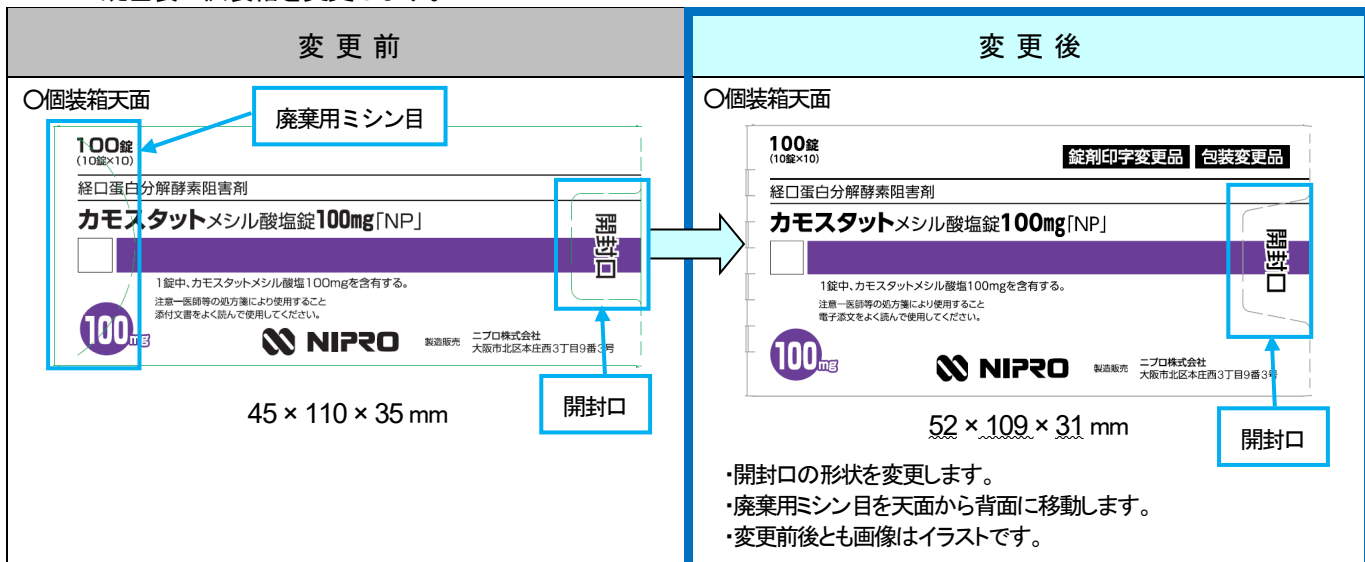 変更前
変更後
〇個装箱天面
廃棄用ミシン目
100錠
(10錠×10)
経口蛋白分解酵素阻害剤
カモスタットメシル酸塩錠100mg「NP」
開封口
1錠中、カモスタットメシル酸塩100mgを含有する。
注意-医師等の処方箋により使用すること
添付文書をよく読んで使用してください。
100mg
NIPRO
製造販売
ニプロ株式会社
大阪市北区本庄西3丁目9番3号
開封口
45 × 110 × 35 mm
〇個装箱天面
100錠
(10錠×10)
錠剤印字変更品
包装変更品
経口蛋白分解酵素阻害剤
カモスタットメシル酸塩錠100mg「NP」
開封口
1錠中、カモスタットメシル酸塩100mgを含有する。
注意-医師等の処方箋により使用すること
電子添文をよく読んで使用してください。
100mg
NIPRO
製造販売
ニプロ株式会社
大阪市北区本庄西3丁目9番3号
開封口
52 × 109 × 31 mm
・開封口の形状を変更します。
・廃棄用ミシン目を天面から背面に移動します。
・変更前後とも画像はイラストです。